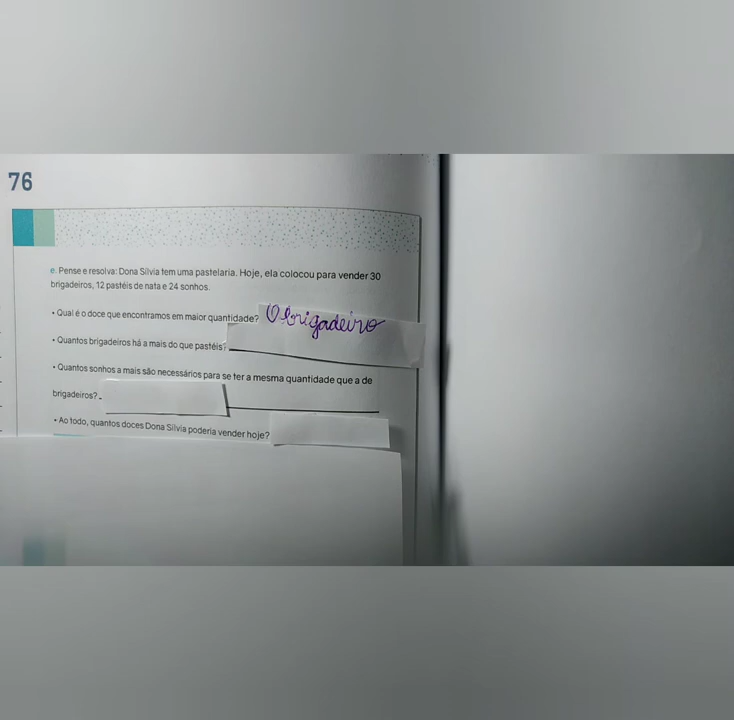 76
e. Pense e resolva: Dona Sílvia tem uma pastelaria. Hoje, ela colocou para vender 30
brigadeiros, 12 pastéis de nata e 24 sonhos.
• Qual é o doce que encontramos em maior quantidade? O brigadeiro
• Quantos brigadeiros há a mais do que pastéis?
• Quantos sonhos a mais são necessários para se ter a mesma quantidade que a de
brigadeiros?
• Ao todo, quantos doces Dona Sílvia poderia vender hoje?